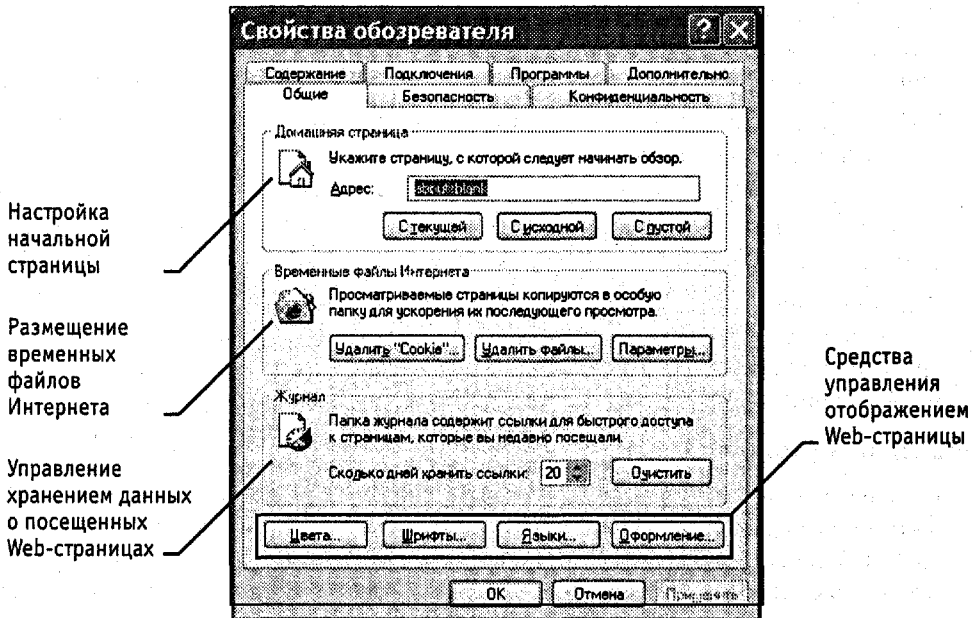 Свойства обозревателя
Содержание Подключения Программы Дополнительно
Общие Безопасность Конфиденциальность
Домашняя страница
Укажите страницу, с которой следует начинать обзор.
Адрес: about:blank
С текущей С исходной С пустой
Временные файлы Интернета
Просматриваемые страницы копируются в особую
папку для ускорения их последующего просмотра.
Удалить "Cookie"... Удалить файлы... Параметры...
Журнал
Папка журнала содержит ссылки для быстрого доступа
к страницам, которые вы недавно посещали.
Сколько дней хранить ссылки: 20 Очистить
Цвета... Шрифты... Языки... Оформление...
OK Отмена Применить
Настройка
начальной
страницы
Размещение
временных
файлов
Интернета
Управление
хранением данных
о посещенных
Web-страницах
Средства
управления
отображением
Web-страницы